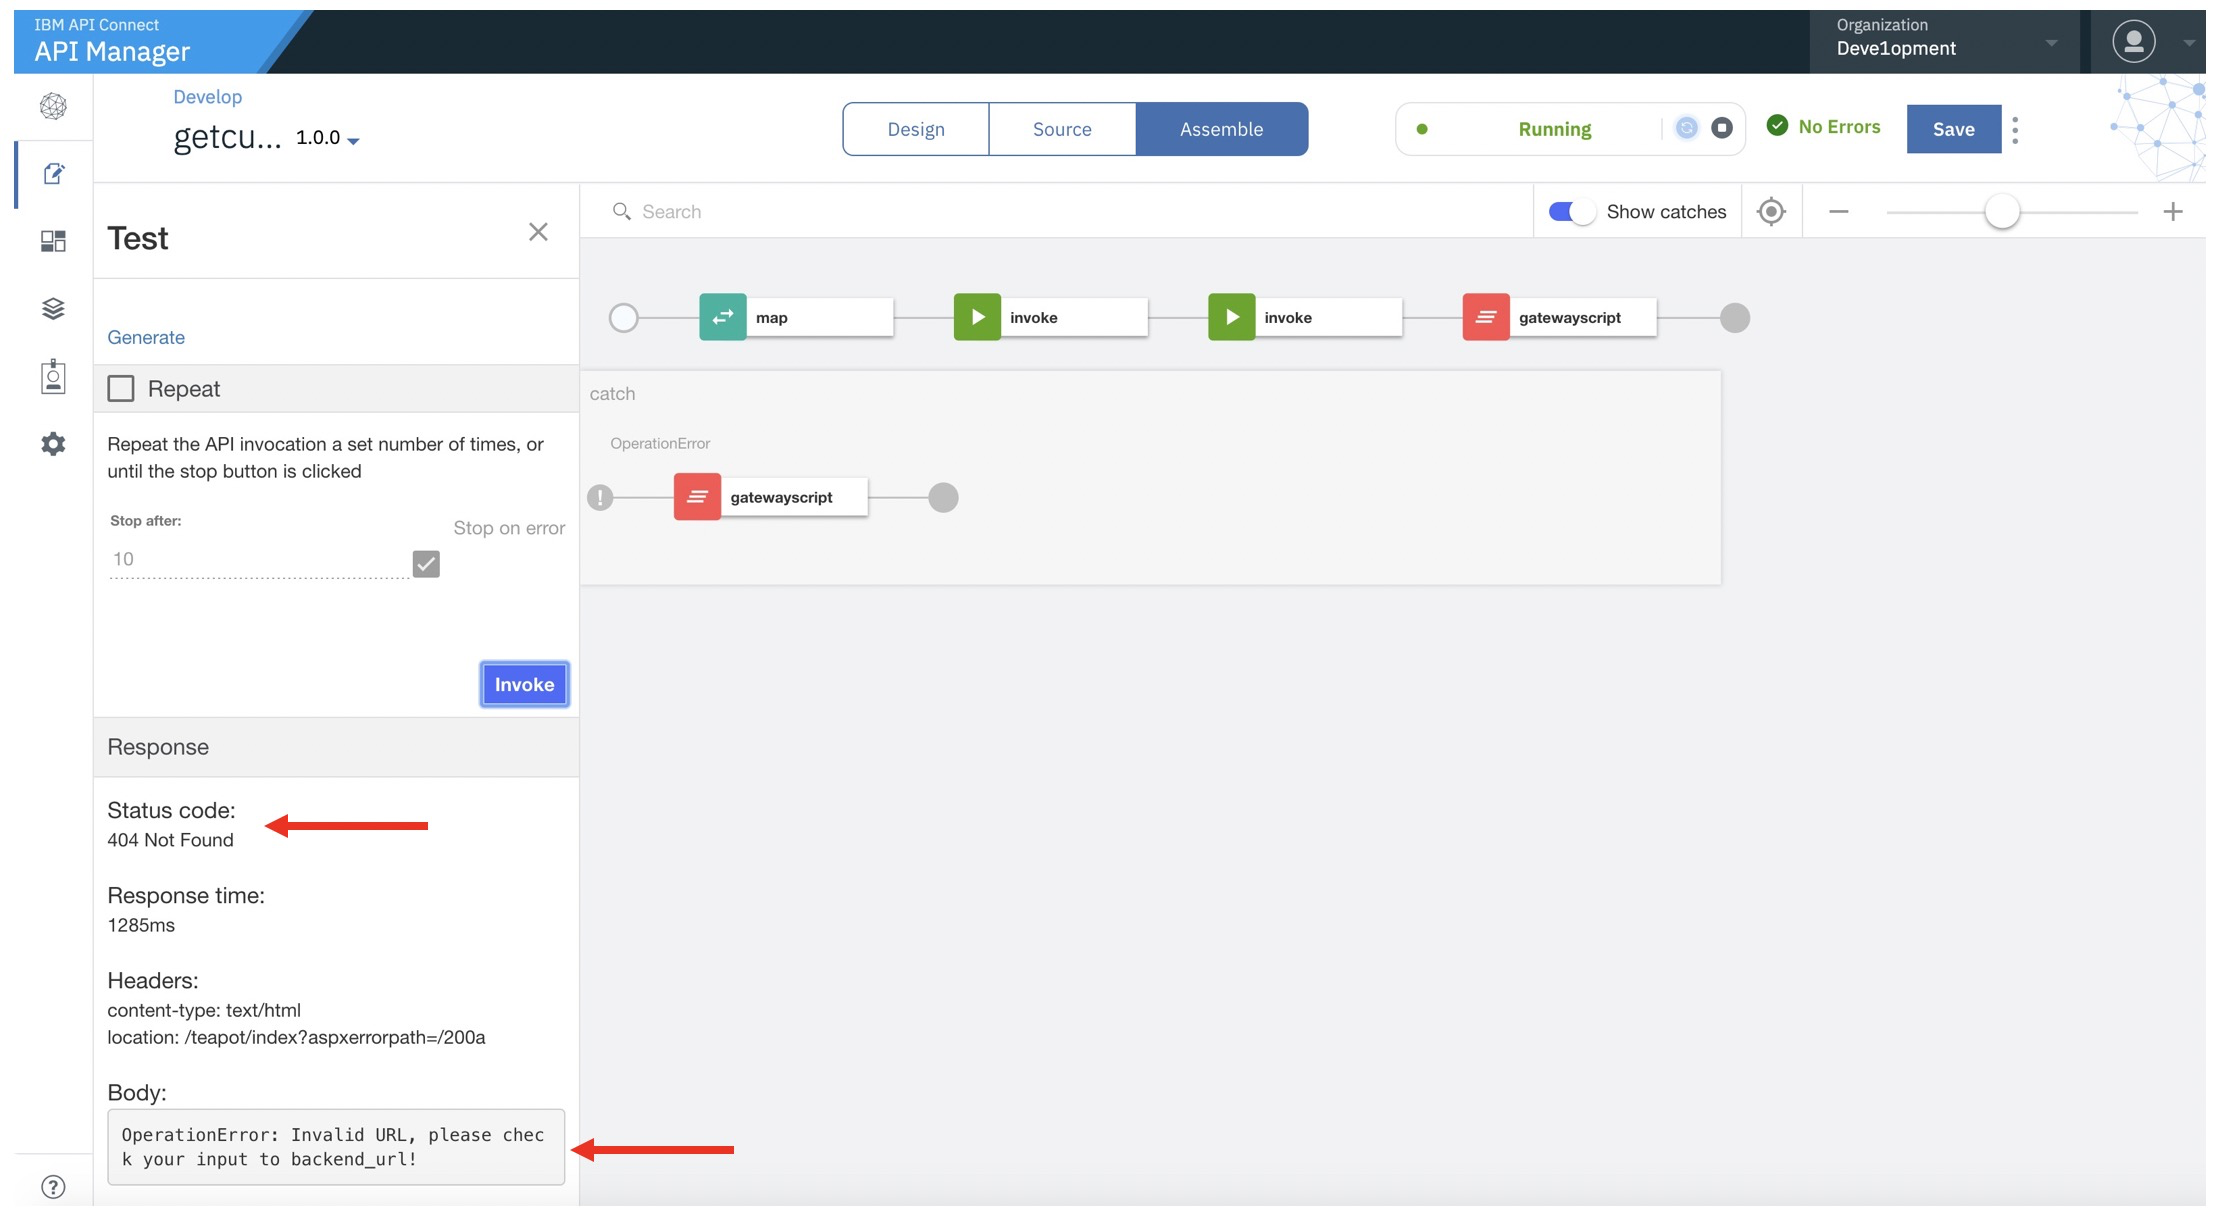 IBM API Connect
API Manager
Organization
Deve1opment
Develop
getcu... 1.0.0
Design
Source
Assemble
Running
No Errors
Save
Test
Search
Show catches
Generate
map
invoke
invoke
gatewayscript
Repeat
catch
Repeat the API invocation a set number of times, or
until the stop button is clicked
OperationError
gatewayscript
Stop after:
Stop on error
10
Invoke
Response
Status code:
404 Not Found
Response time:
1285ms
Headers:
content-type: text/html
location: /teapot/index?aspxerrorpath=/200a
Body:
OperationError: Invalid URL, please chec
k your input to backend_url!